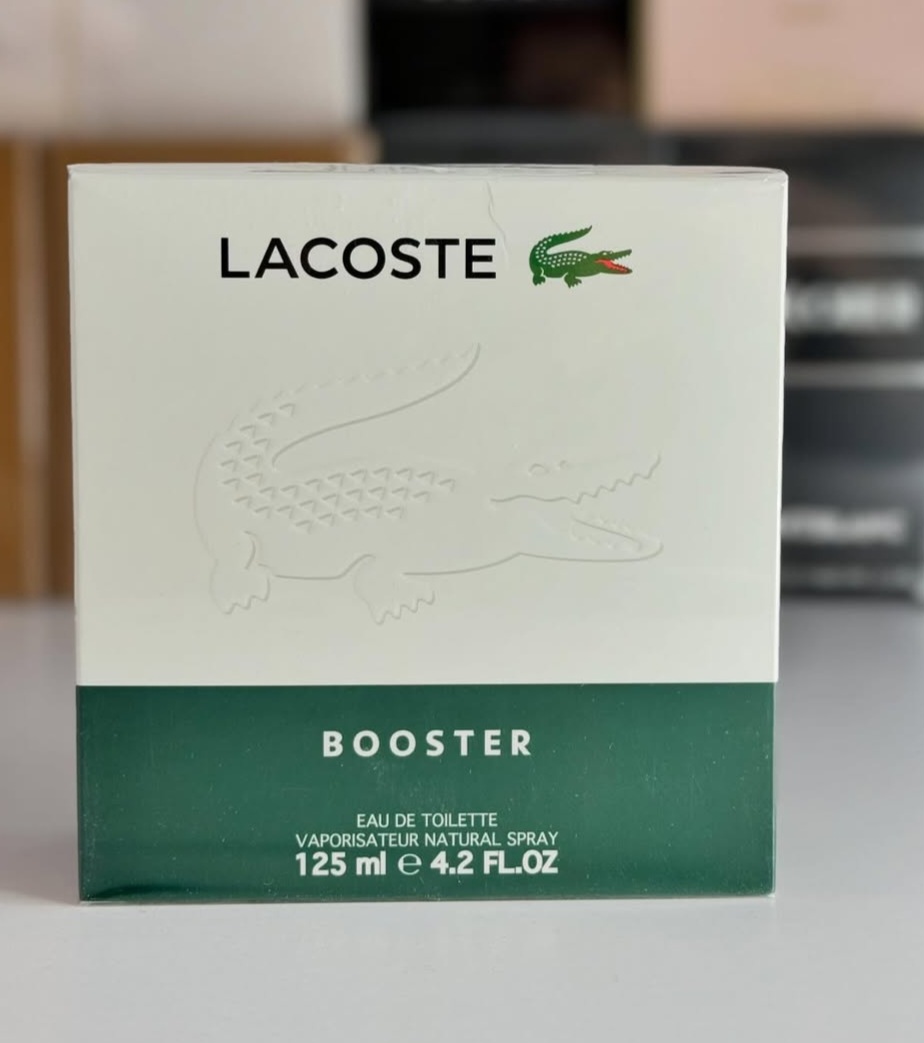 LACOSTE
BOOSTER
EAU DE TOILETTE
VAPORISATEUR NATURAL SPRAY
125 ml ℮ 4.2 FL.OZ